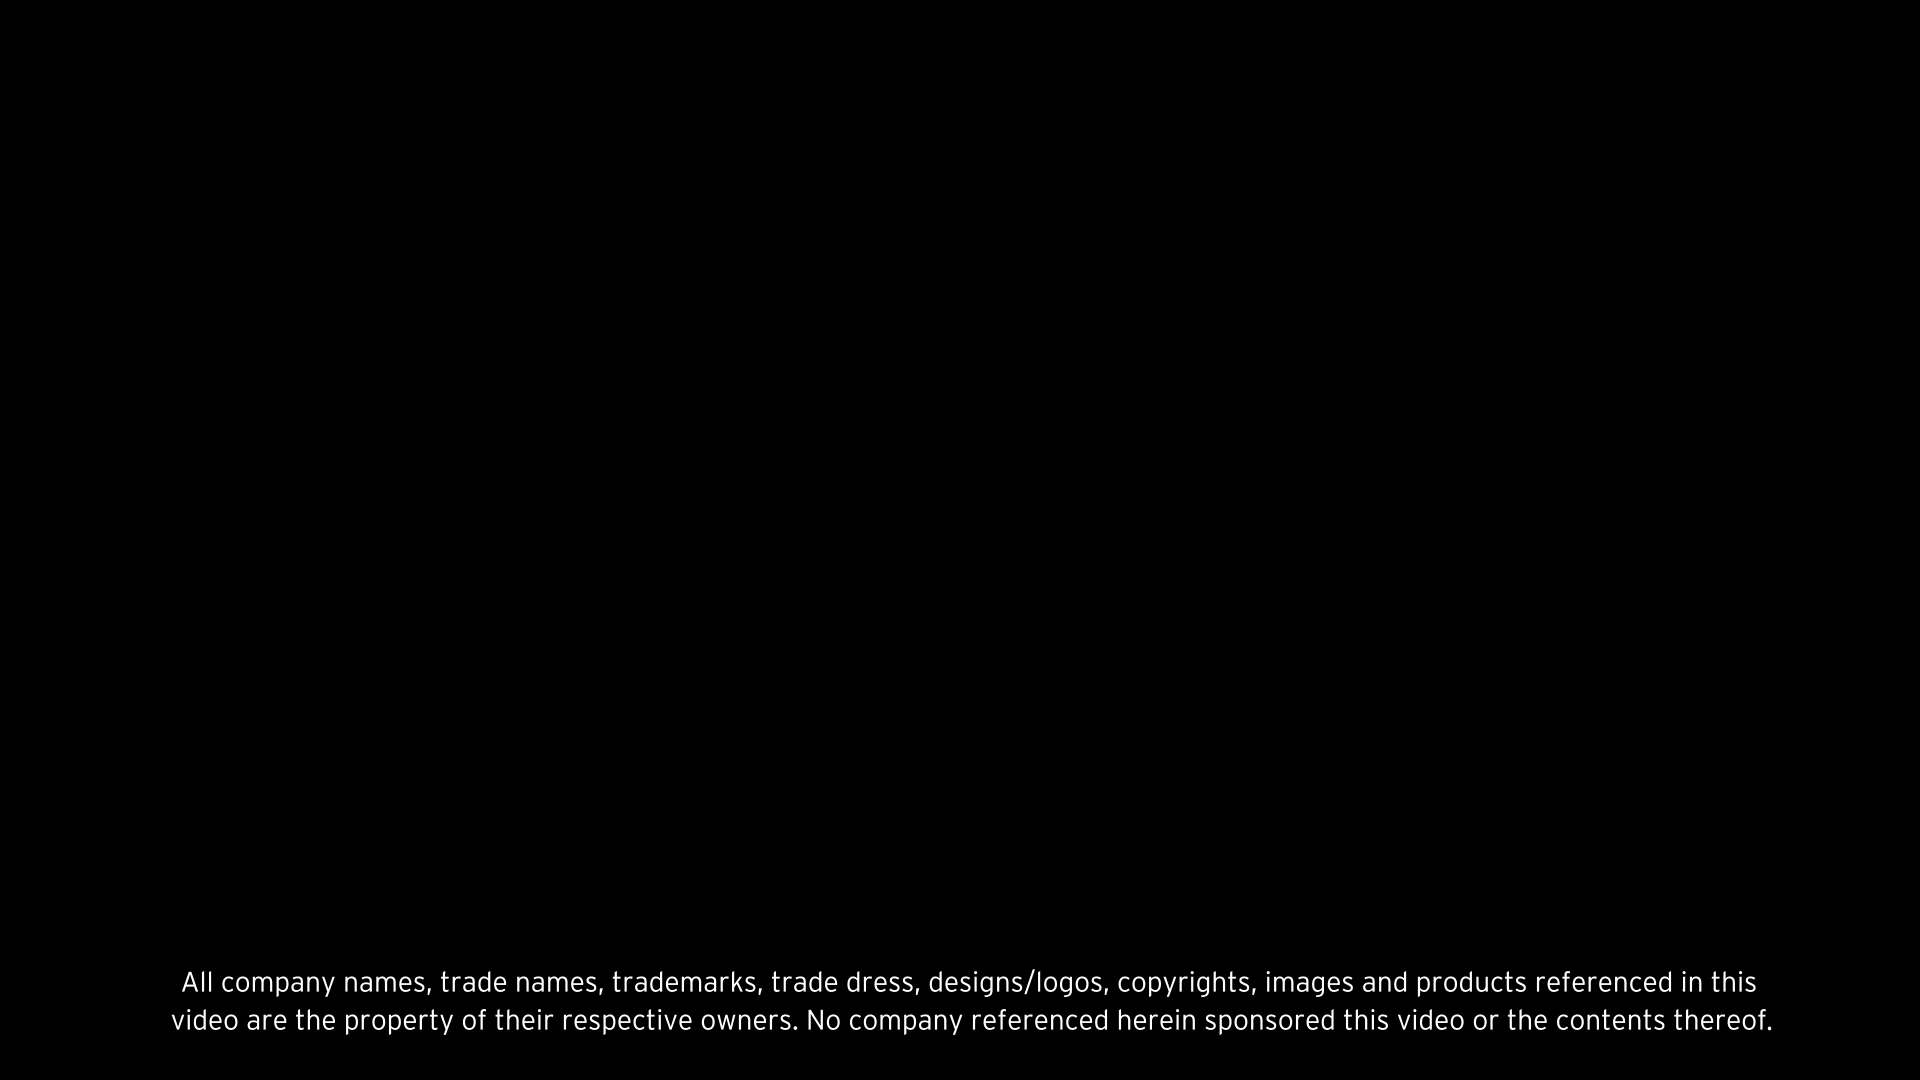 All company names, trade names, trademarks, trade dress, designs/logos, copyrights, images and products referenced in this
video are the property of their respective owners. No company referenced herein sponsored this video or the contents thereof.